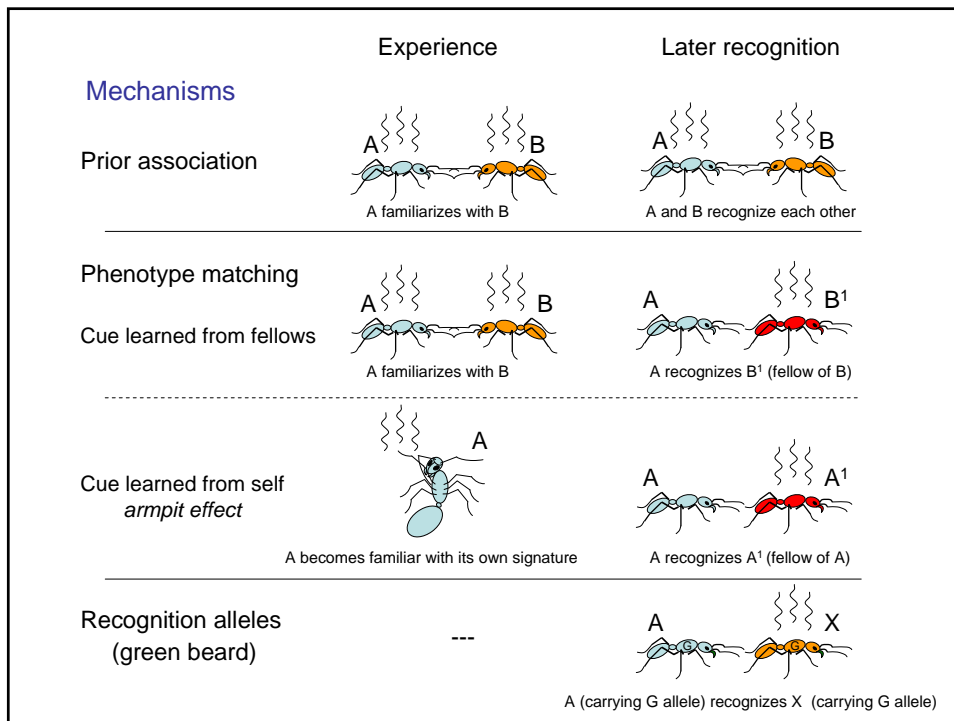 Experience Later recognition
Mechanisms
A B A B
Prior association
A familiarizes with B A and B recognize each other
Phenotype matching
A B A B¹
Cue learned from fellows
A familiarizes with B A recognizes B¹ (fellow of B)
A A A¹
Cue learned from self
armpit effect
A becomes familiar with its own signature A recognizes A¹ (fellow of A)
Recognition alleles
(green beard)
--- A X
G G
A (carrying G allele) recognizes X (carrying G allele)